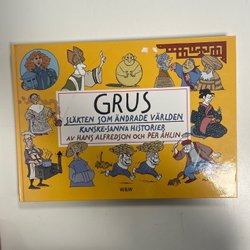 GRUS
SLÄKTEN SOM ÄNDRADE VÄRLDEN
KANSKE-SANNA HISTORIER
AV HANS ALFREDSON OCH PER ÅHLIN
W&W